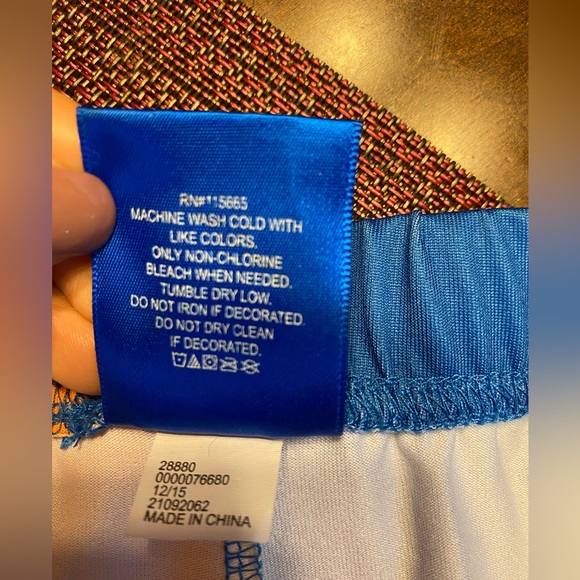 RN#115665
MACHINE WASH COLD WITH
LIKE COLORS.
ONLY NON-CHLORINE
BLEACH WHEN NEEDED.
TUMBLE DRY LOW.
DO NOT IRON IF DECORATED.
DO NOT DRY CLEAN
IF DECORATED.
28880
0000076680
12/15
21092062
MADE IN CHINA